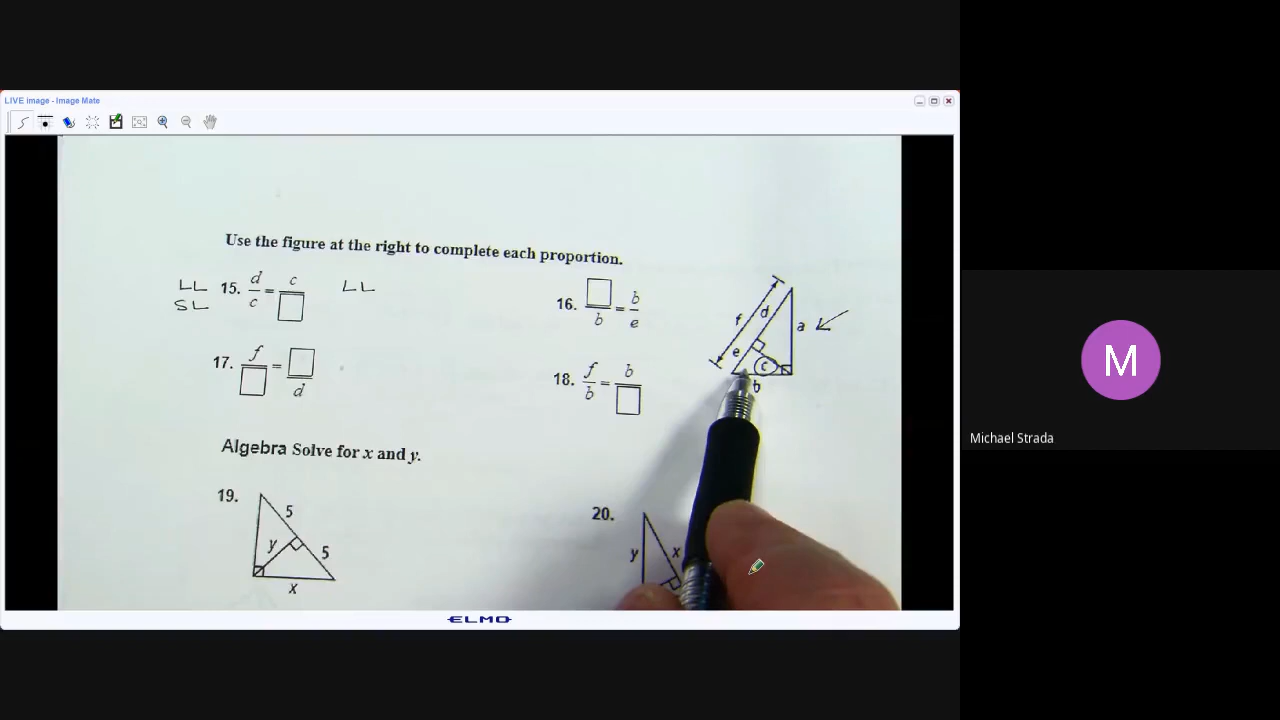 LIVE image - Image Mate
Use the figure at the right to complete each proportion.
LL
SL
15. d/c = c/□
LL
16. □/b = b/e
17. f/□ = □/d
18. f/b = b/□
f
d
a
e
c
b
Algebra Solve for x and y.
19.
5
y
5
x
20.
y
x
ELMO
M
Michael Strada